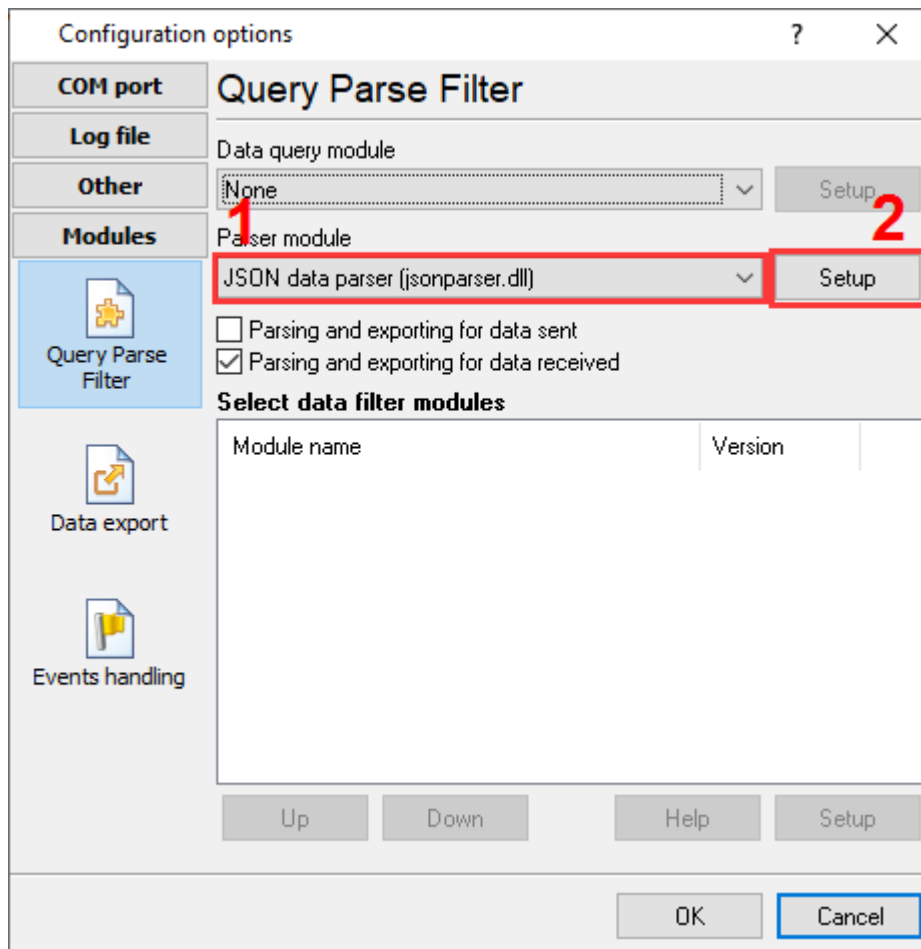 Configuration options
?
COM port
Log file
Other
Modules
Query Parse
Filter
Data export
Events handling
Query Parse Filter
Data query module
None
Setup
1
2
Parser module
JSON data parser (jsonparser.dll)
Setup
Parsing and exporting for data sent
Parsing and exporting for data received
Select data filter modules
Module name Version
Up Down Help Setup
OK Cancel